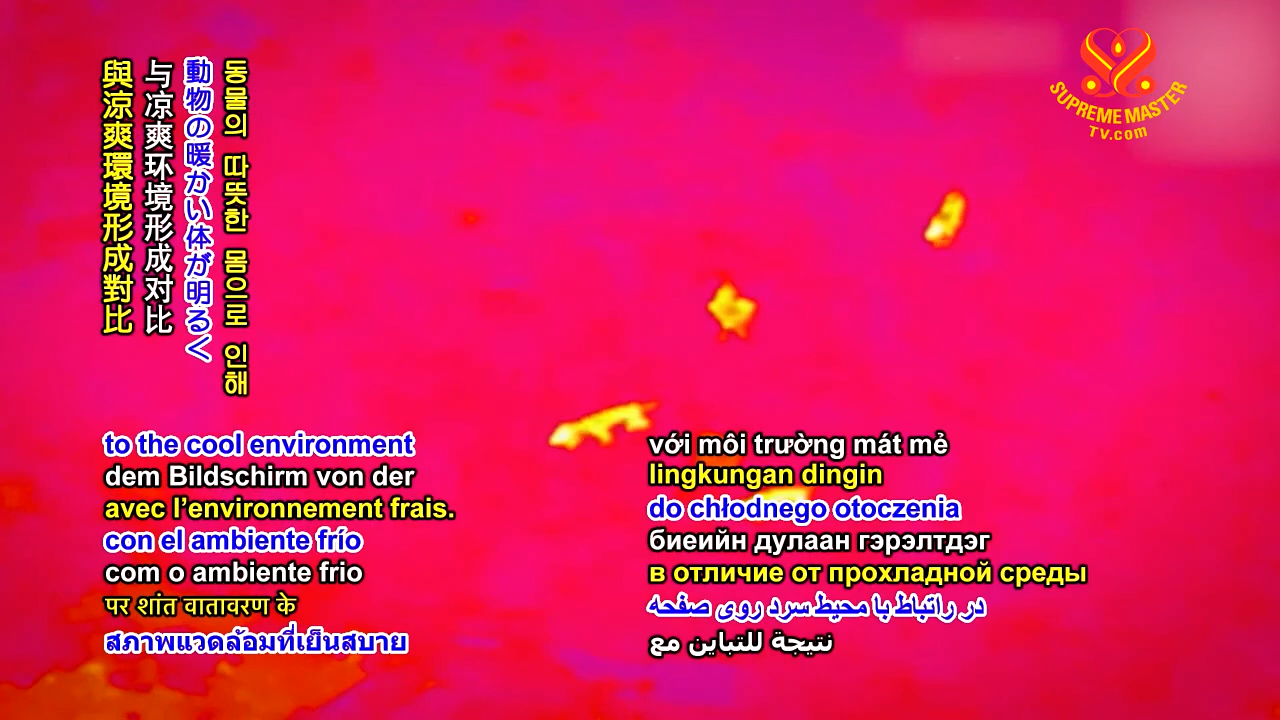 與涼爽環境形成對比
与凉爽环境形成对比
動物の暖かい体が明るく
동물의 따뜻한 몸으로 인해
SUPREME MASTER
TV.com
to the cool environment
dem Bildschirm von der
avec l’environnement frais.
con el ambiente frío
com o ambiente frio
पर शांत वातावरण के
สภาพแวดล้อมที่เย็นสบาย
với môi trường mát mẻ
lingkungan dingin
do chłodnego otoczenia
биеийн дулаан гэрэлтдэг
в отличие от прохладной среды
در راتباط با محیط سرد روی صفحه
نتيجة للتباين مع